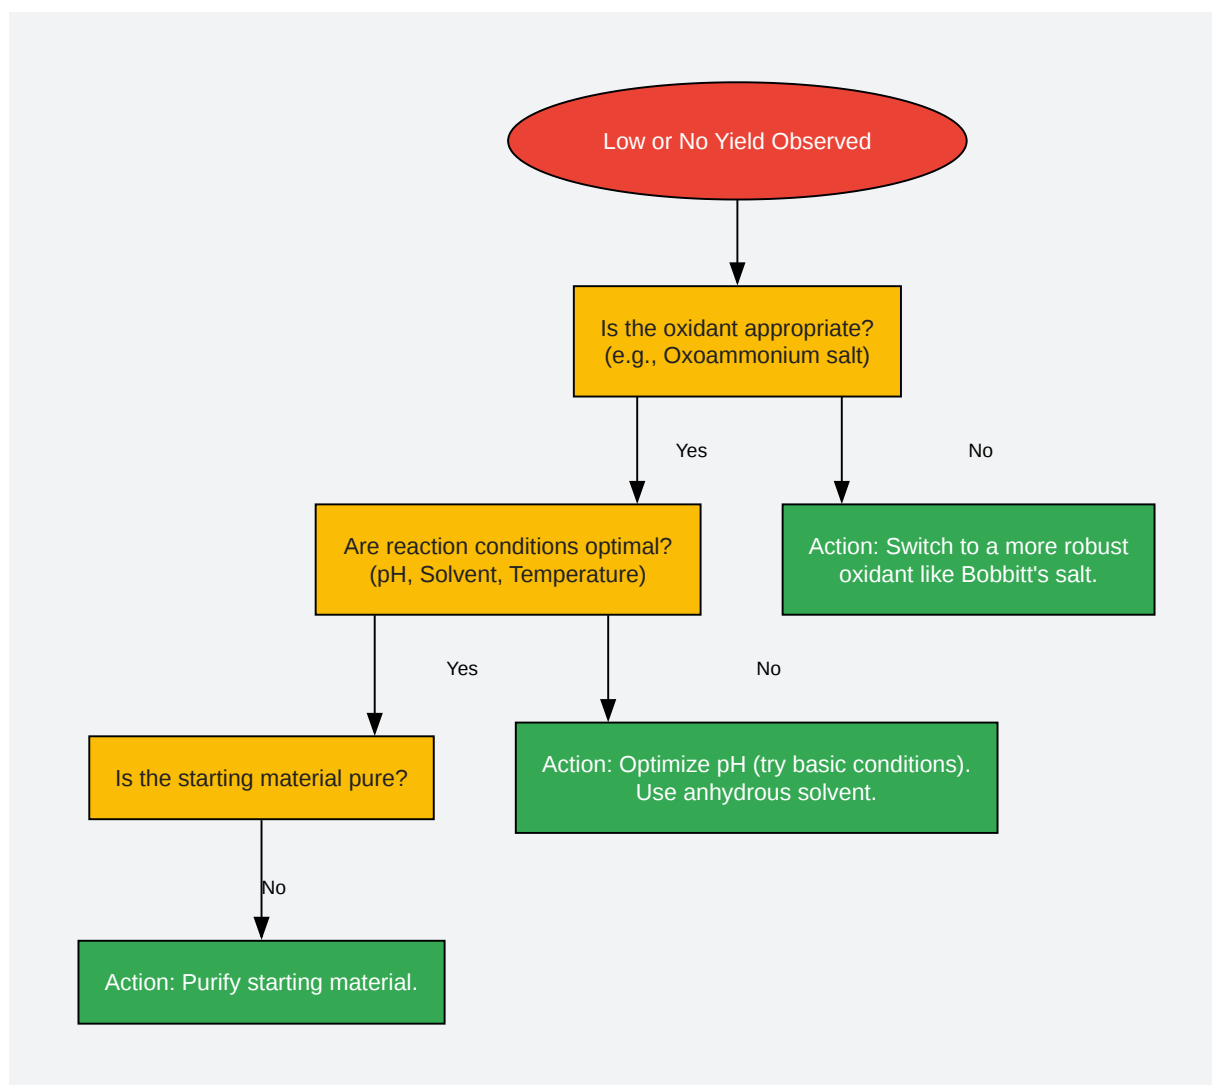 Low or No Yield Observed
Is the oxidant appropriate?
(e.g., Oxoammonium salt)
Yes
No
Are reaction conditions optimal?
(pH, Solvent, Temperature)
Action: Switch to a more robust
oxidant like Bobbitt's salt.
Yes
No
Is the starting material pure?
Action: Optimize pH (try basic conditions).
Use anhydrous solvent.
No
Action: Purify starting material.